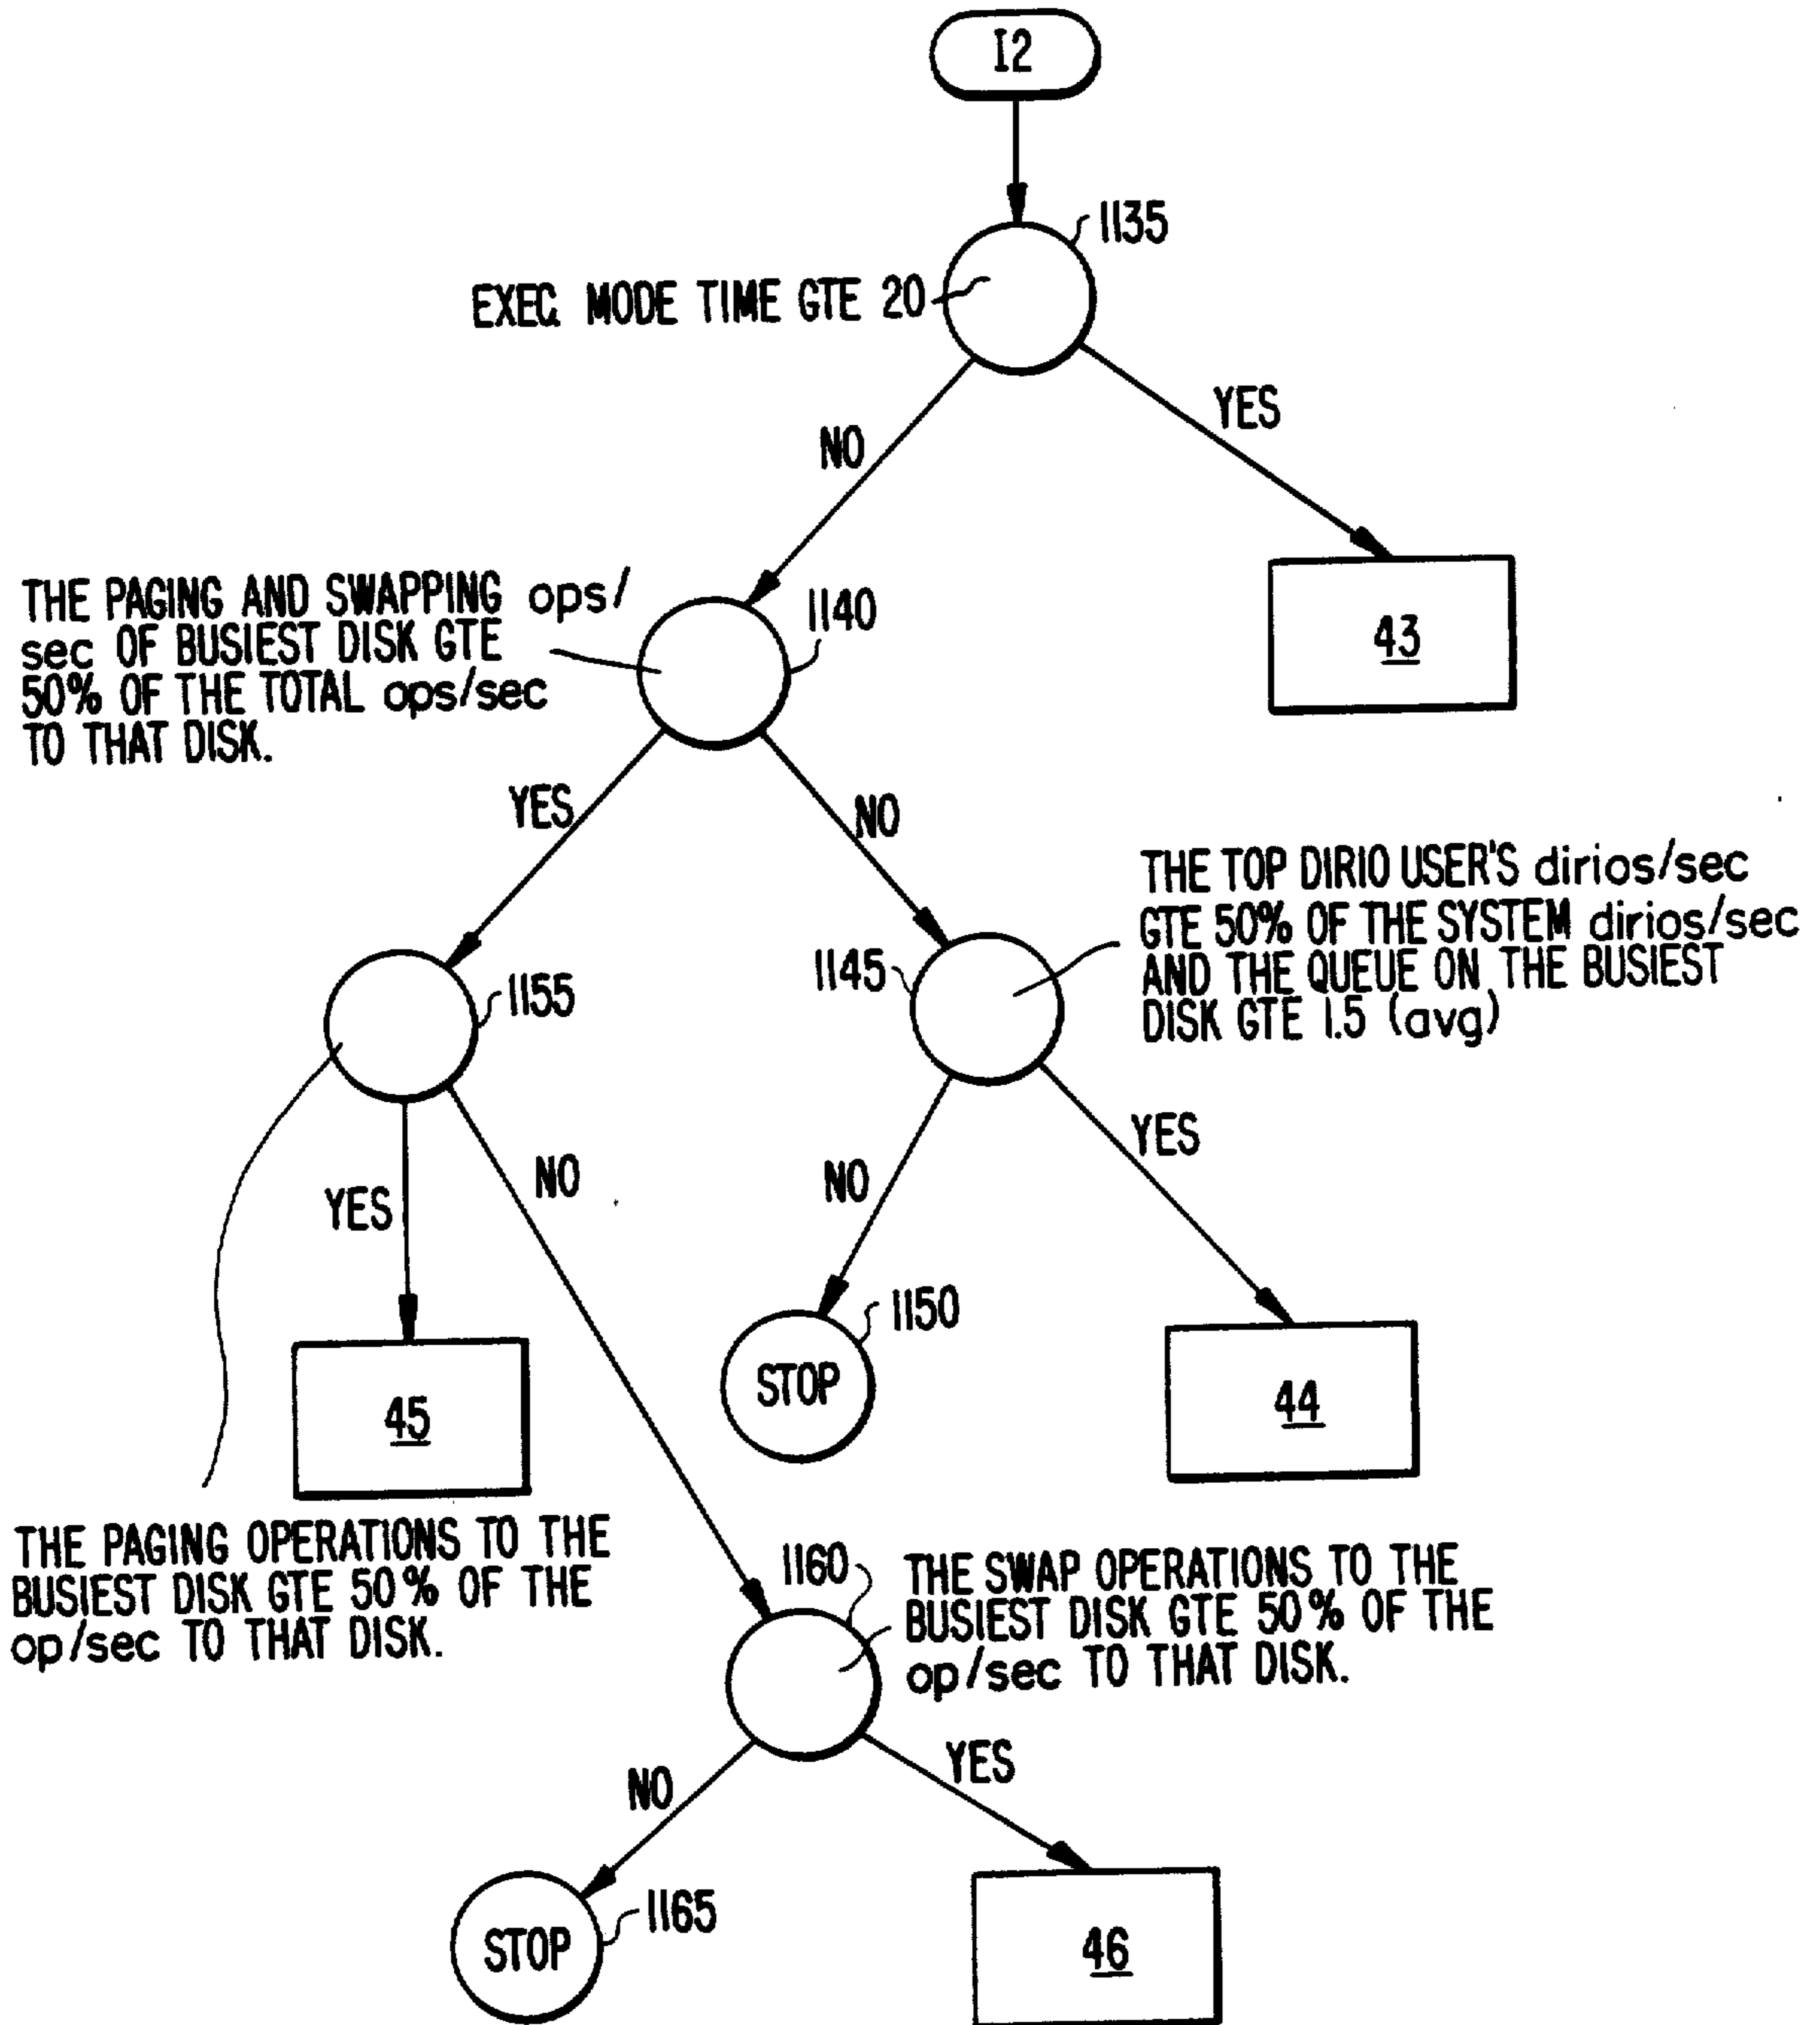 I2
1135
EXEC. MODE TIME GTE 20
YES
NO
43
THE PAGING AND SWAPPING ops/
sec OF BUSIEST DISK GTE
50% OF THE TOTAL ops/sec
TO THAT DISK.
1140
YES
NO
THE TOP DIRIO USER'S dirios/sec
GTE 50% OF THE SYSTEM dirios/sec
AND THE QUEUE ON THE BUSIEST
DISK GTE 1.5 (avg)
1145
1155
YES
NO
NO
YES
1150
STOP
45
44
THE PAGING OPERATIONS TO THE
BUSIEST DISK GTE 50% OF THE
op/sec TO THAT DISK.
1160
THE SWAP OPERATIONS TO THE
BUSIEST DISK GTE 50% OF THE
op/sec TO THAT DISK.
NO
YES
1165
STOP
46